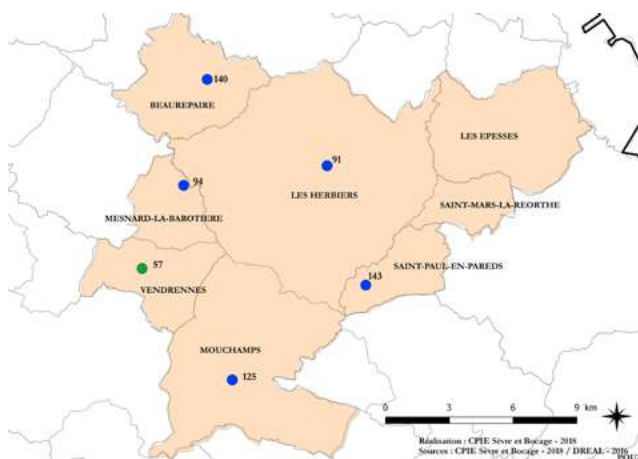 140
BEAUREPAIRE
LES EPESSES
91
94
LES HERBIERS
SAINT-MARS-LA-REORTHE
MESNARD-LA-BAROTIERE
57
SAINT-PAUL-EN-PAREDS
143
VENDRENNES
MOUCHAMPS
125
0 3 6 9 km
Réalisation : CPIE Sèvre et Bocage - 2018
Sources : CPIE Sèvre et Bocage - 2018 / DREAL - 2016